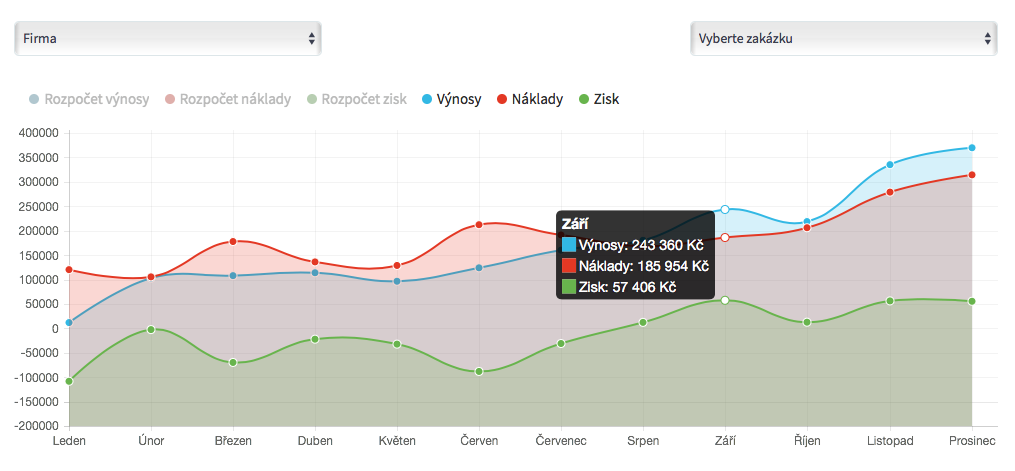 Firma Vyberte zakázku
Rozpočet výnosy Rozpočet náklady Rozpočet zisk Výnosy Náklady Zisk
400000
350000
300000
250000
200000
150000
100000
50000
0
-50000
-100000
-150000
-200000
Září
Výnosy: 243 360 Kč
Náklady: 185 954 Kč
Zisk: 57 406 Kč
Leden Únor Březen Duben Květen Červen Červenec Srpen Září Říjen Listopad Prosinec